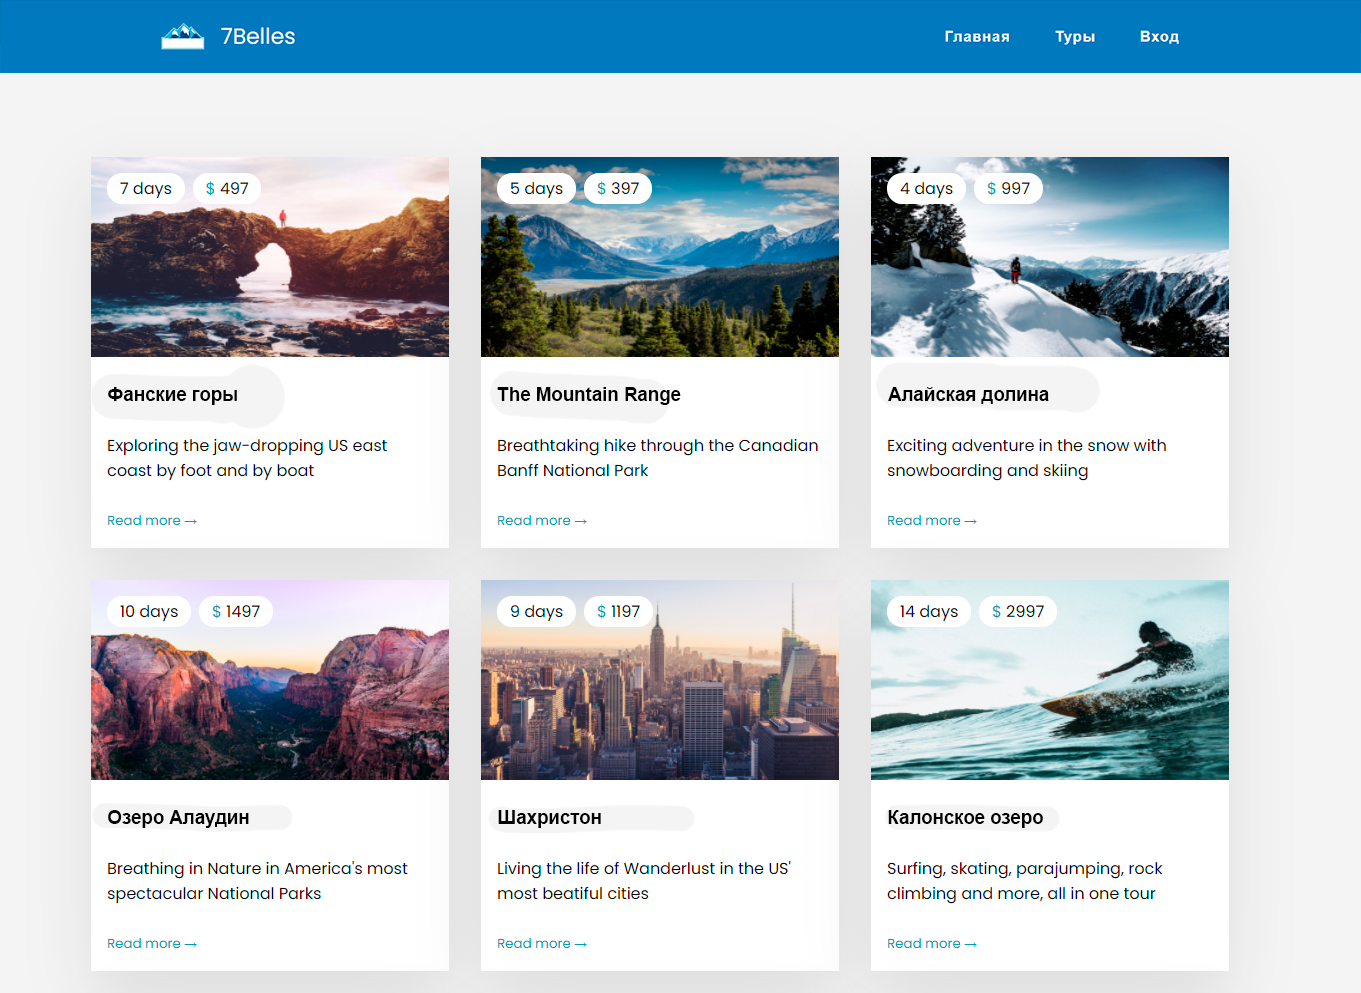 7Belles
Главная Туры Вход
7 days $ 497
5 days $ 397
4 days $ 997
Фанские горы
The Mountain Range
Алайская долина
Exploring the jaw-dropping US east
coast by foot and by boat
Breathtaking hike through the Canadian
Banff National Park
Exciting adventure in the snow with
snowboarding and skiing
Read more →
Read more →
Read more →
10 days $ 1497
9 days $ 1197
14 days $ 2997
Озеро Алаудин
Шахристон
Калонское озеро
Breathing in Nature in America's most
spectacular National Parks
Living the life of Wanderlust in the US'
most beatiful cities
Surfing, skating, parajumping, rock
climbing and more, all in one tour
Read more →
Read more →
Read more →